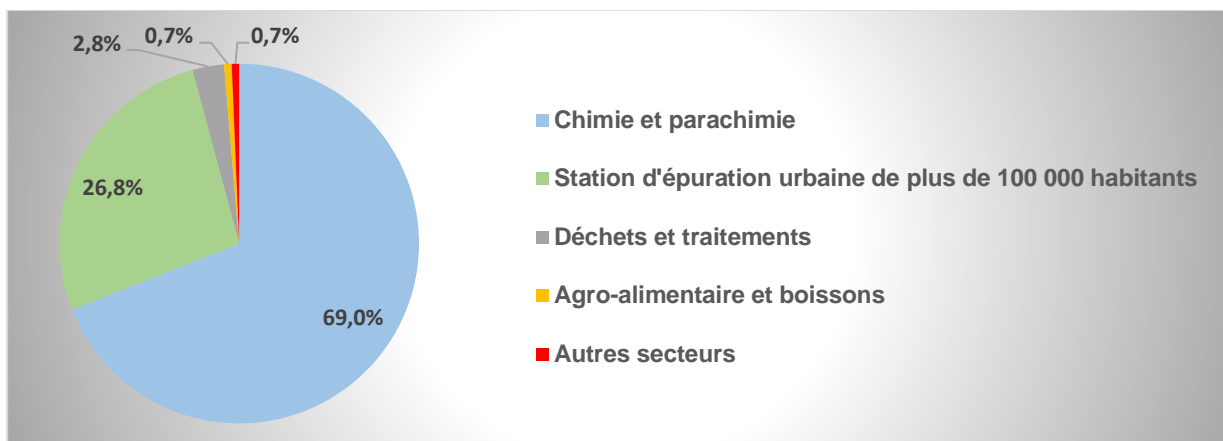 2,8%
0,7%
0,7%
26,8%
69,0%
Chimie et parachimie
Station d'épuration urbaine de plus de 100 000 habitants
Déchets et traitements
Agro-alimentaire et boissons
Autres secteurs